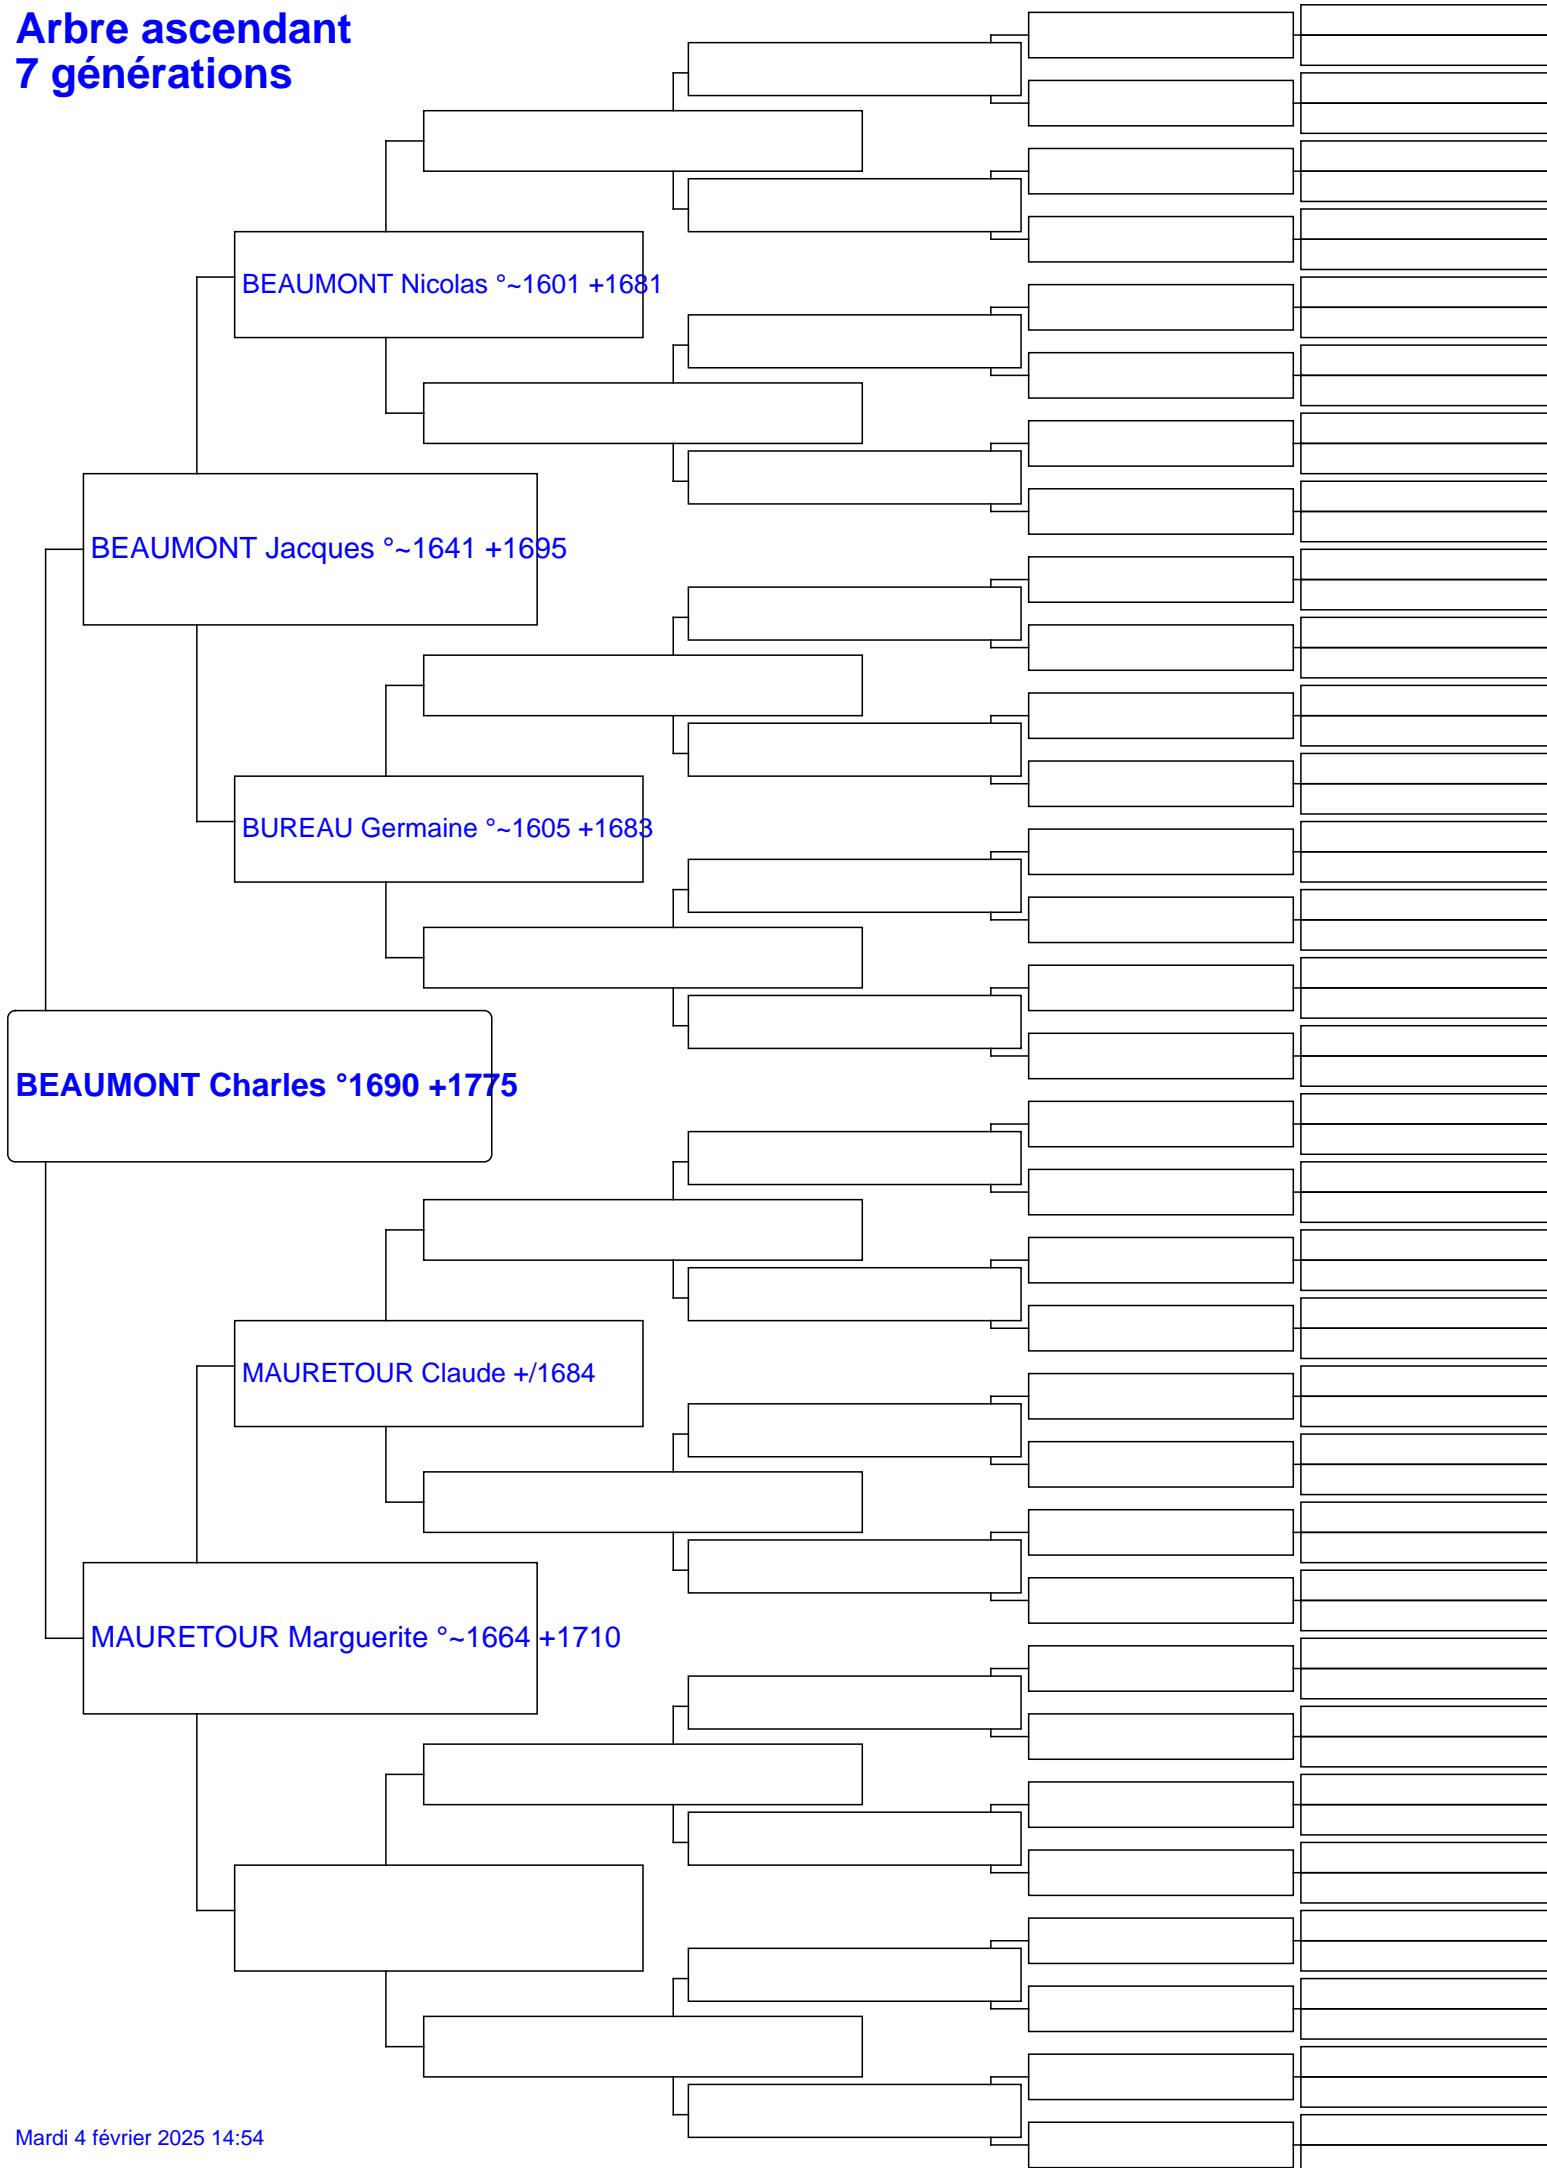 Arbre ascendant
7 générations
BEAUMONT Nicolas °~1601 +1681
BEAUMONT Jacques °~1641 +1695
BUREAU Germaine °~1605 +1683
BEAUMONT Charles °1690 +1775
MAURETOUR Claude +/1684
MAURETOUR Marguerite °~1664 +1710
Mardi 4 février 2025 14:54